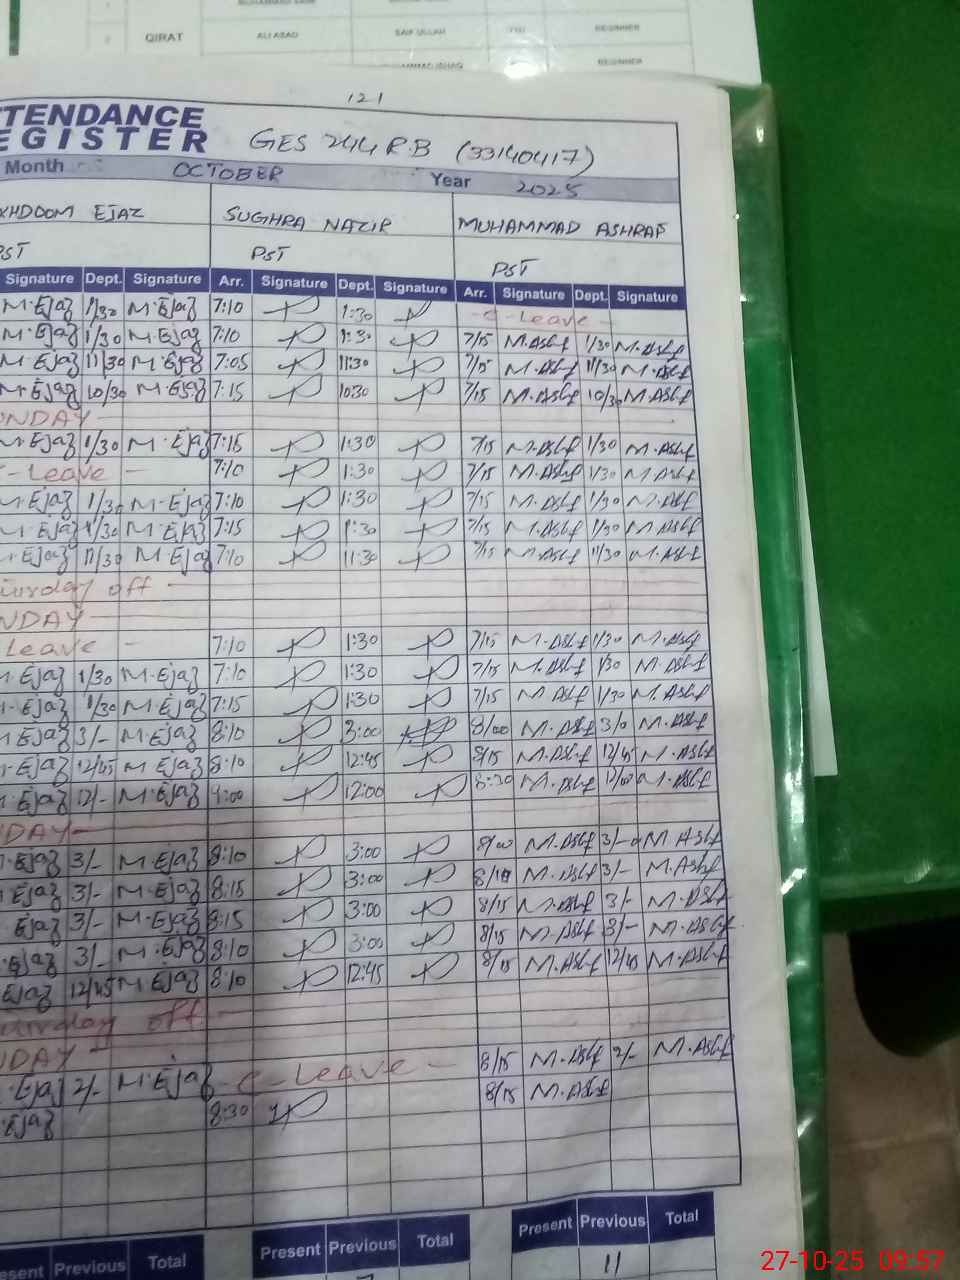 QIRAT ALI ASAD SAIF ULLAH BEGINNER
BEGINNER
121
TTENDANCE
EGISTER GES 244 R.B (33140417)
Month OCTOBER Year 2025
KHDOOM EJAZ SUGHRA NAZIR MUHAMMAD ASHRAF
PST PST PST
Signature Dept. Signature Arr. Signature Dept. Signature Arr. Signature Dept. Signature
M.Ejaz 1/30 M.Ejaz 7:10 1:30 C-Leave
M.Ejaz 1/30 M.Ejaz 7:10 1:30 7/15 M.Ashf 1/30 M.Ashf
M.Ejaz 11/30 M.Ejaz 7:05 11:30 7/15 M.Ashf 11/30 M.Ashf
M.Ejaz 10/30 M.Ejaz 7:15 10:30 7/15 M.Ashf 10/30 M.Ashf
UNDAY
M.Ejaz 1/30 M.Ejaz 7:15 1:30 7/15 M.Ashf 1/30 M.Ashf
C-Leave 7:10 1:30 7/15 M.Ashf 1/30 M.Ashf
M.Ejaz 1/30 M.Ejaz 7:10 1:30 7/15 M.Ashf 1/30 M.Ashf
M.Ejaz 1/30 M.Ejaz 7:15 1:30 7/15 M.Ashf 1/30 M.Ashf
M.Ejaz 11/30 M.Ejaz 7:10 11:30 7/15 M.Ashf 11/30 M.Ashf
turday off
NDAY
Leave 7:10 1:30 7/15 M.Ashf 1/30 M.Ashf
M.Ejaz 1/30 M.Ejaz 7:10 1:30 7/15 M.Ashf 1/30 M.Ashf
M.Ejaz 1/30 M.Ejaz 7:15 1:30 7/15 M.Ashf 1/30 M.Ashf
M.Ejaz 3/- M.Ejaz 8:10 3:00 8/00 M.Ashf 3/0 M.Ashf
M.Ejaz 12/45 M.Ejaz 8:10 12:45 8/15 M.Ashf 12/45 M.Ashf
M.Ejaz 12/- M.Ejaz 12:00 8:30 M.Ashf 12/00 M.Ashf
NDAY
M.Ejaz 3/- M.Ejaz 8:10 3:00 8/00 M.Ashf 3/- M.Ashf
Ejaz 3/- M.Ejaz 8:15 3:00 M.Ashf 3/- M.Ashf
Ejaz 3/- M.Ejaz 8:15 3:00 8/15 M.Ashf 3/- M.Ashf
Ejaz 3/- M.Ejaz 8:10 3:00 8/15 M.Ashf 3/- M.Ashf
Ejaz 12/45 M.Ejaz 8:10 12:45 8/15 M.Ashf 12/45 M.Ashf
turday off
NDAY
Ejaz 2/- M.Ejaz C-Leave 8/15 M.Ashf 2/- M.Ashf
Ejaz 8:30 8/15 M.Ashf
esent Previous Total Present Previous Total Present Previous Total
11
27-10-25 09:57